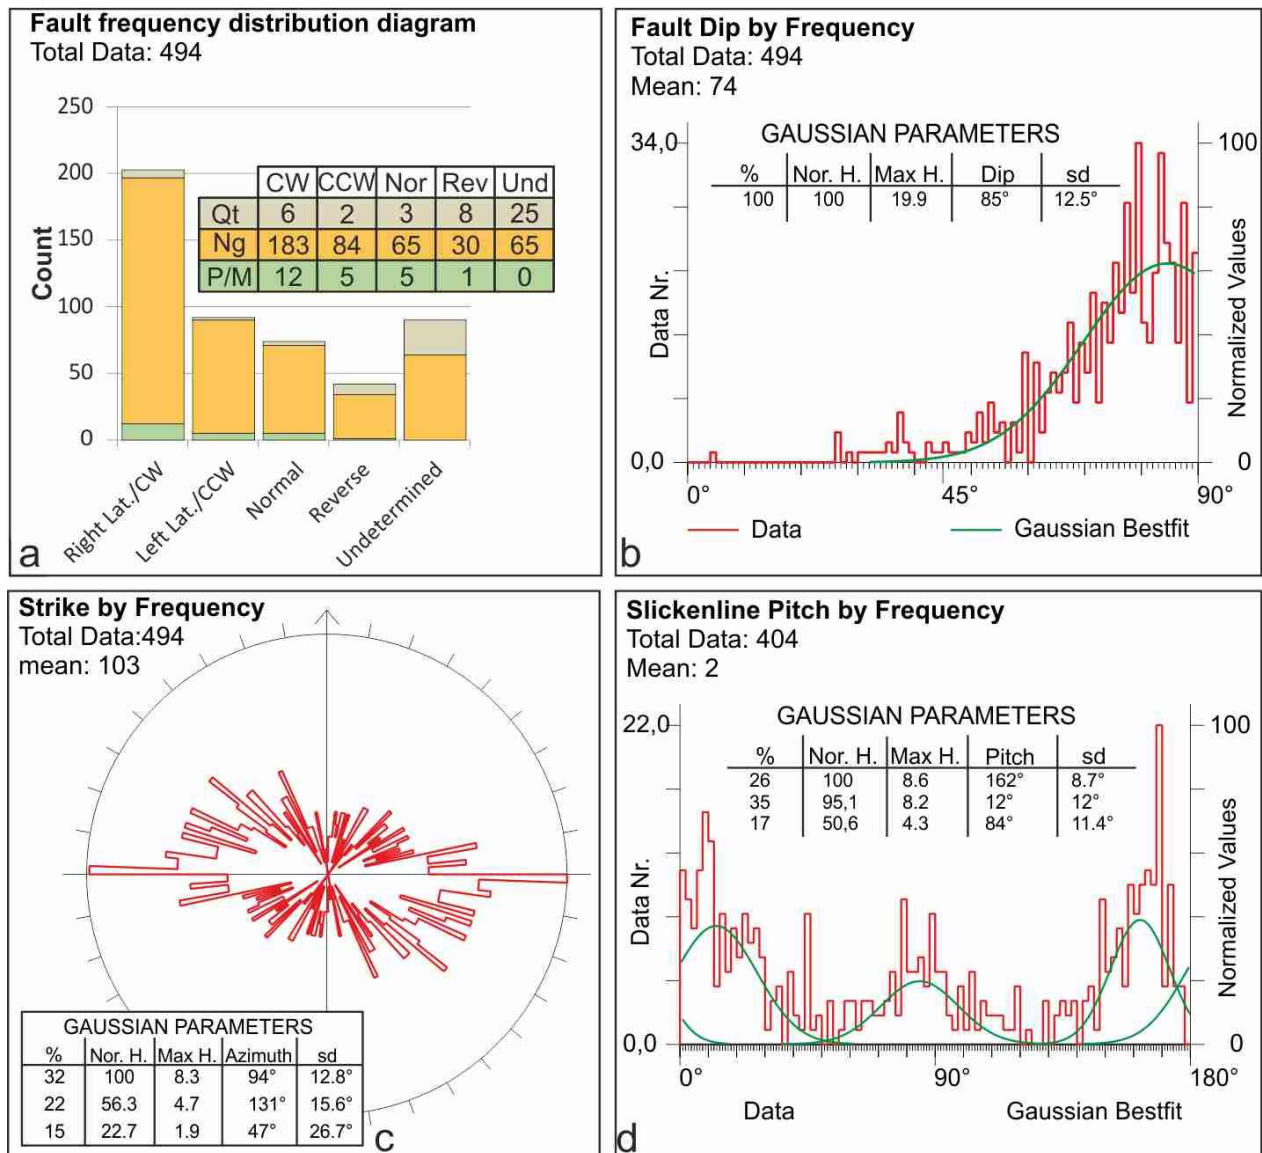 Fault frequency distribution diagram
Total Data: 494
250
200
150
100
50
0
Count
CW CCW Nor Rev Und
Qt 6 2 3 8 25
Ng 183 84 65 30 65
P/M 12 5 5 1 0
Right Lat./CW
Left Lat./CCW
Normal
Reverse
Undetermined
a
Fault Dip by Frequency
Total Data: 494
Mean: 74
GAUSSIAN PARAMETERS
% Nor. H. Max H. Dip sd
100 100 19.9 85° 12.5°
34,0
0,0
Data Nr.
100
0
Normalized Values
0° 45° 90°
Data Gaussian Bestfit
b
Strike by Frequency
Total Data:494
mean: 103
GAUSSIAN PARAMETERS
% Nor. H. Max H. Azimuth sd
32 100 8.3 94° 12.8°
22 56.3 4.7 131° 15.6°
15 22.7 1.9 47° 26.7°
c
Slickenline Pitch by Frequency
Total Data: 404
Mean: 2
GAUSSIAN PARAMETERS
% Nor. H. Max H. Pitch sd
26 100 8.6 162° 8.7°
35 95,1 8.2 12° 12°
17 50,6 4.3 84° 11.4°
22,0
0,0
Data Nr.
100
0
Normalized Values
0° 90° 180°
Data Gaussian Bestfit
d